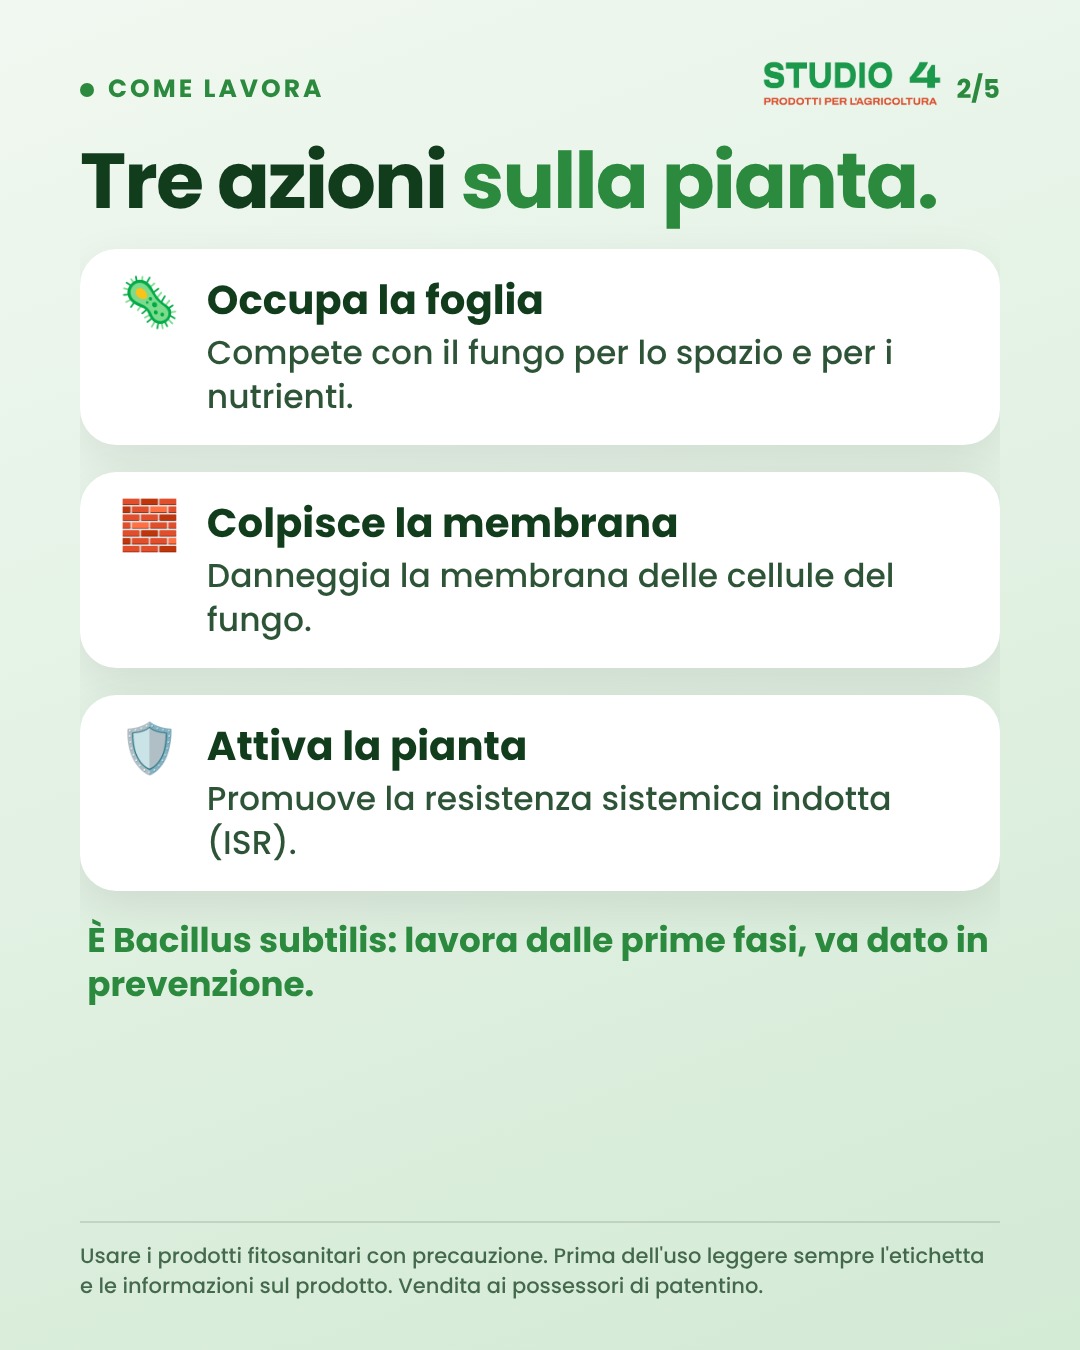 COME LAVORA
STUDIO 4
PRODOTTI PER L'AGRICOLTURA
2/5
Tre azioni sulla pianta.
Occupa la foglia
Compete con il fungo per lo spazio e per i
nutrienti.
Colpisce la membrana
Danneggia la membrana delle cellule del
fungo.
Attiva la pianta
Promuove la resistenza sistemica indotta
(ISR).
È Bacillus subtilis: lavora dalle prime fasi, va dato in
prevenzione.
Usare i prodotti fitosanitari con precauzione. Prima dell'uso leggere sempre l'etichetta
e le informazioni sul prodotto. Vendita ai possessori di patentino.